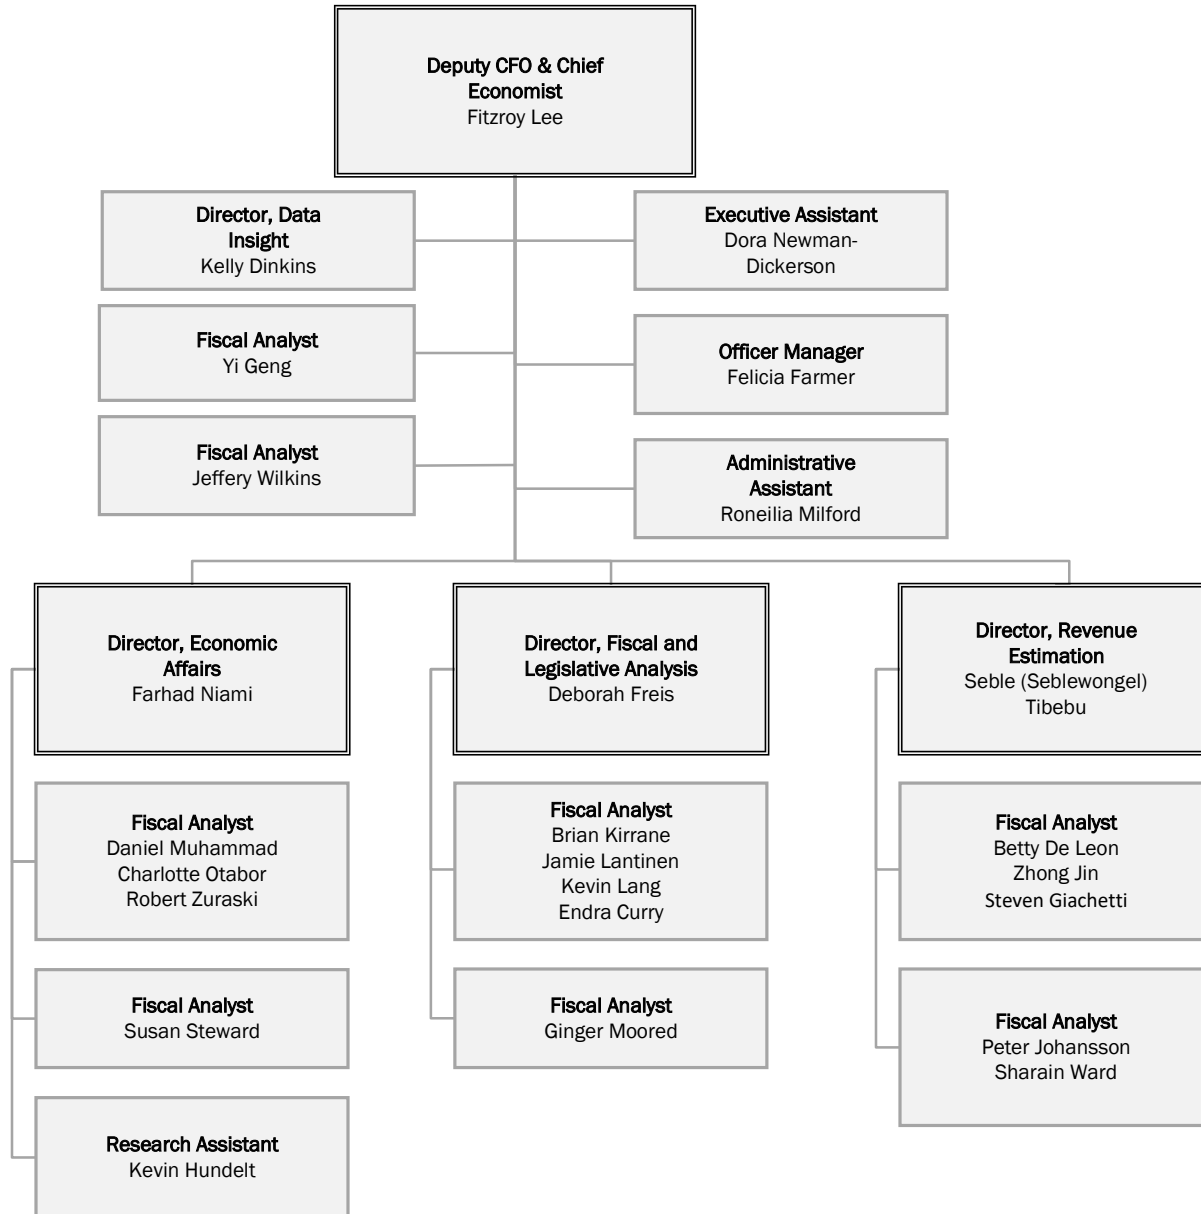 Deputy CFO & Chief
Economist
Fitzroy Lee
Director, Data
Insight
Kelly Dinkins
Executive Assistant
Dora Newman-
Dickerson
Fiscal Analyst
Yi Geng
Officer Manager
Felicia Farmer
Fiscal Analyst
Jeffery Wilkins
Administrative
Assistant
Roneilia Milford
Director, Economic
Affairs
Farhad Niami
Director, Fiscal and
Legislative Analysis
Deborah Freis
Director, Revenue
Estimation
Seble (Seblewongel)
Tibebu
Fiscal Analyst
Daniel Muhammad
Charlotte Otabor
Robert Zuraski
Fiscal Analyst
Brian Kirrane
Jamie Lantinen
Kevin Lang
Endra Curry
Fiscal Analyst
Betty De Leon
Zhong Jin
Steven Giachetti
Fiscal Analyst
Susan Steward
Fiscal Analyst
Ginger Moored
Fiscal Analyst
Peter Johansson
Sharain Ward
Research Assistant
Kevin Hundelt